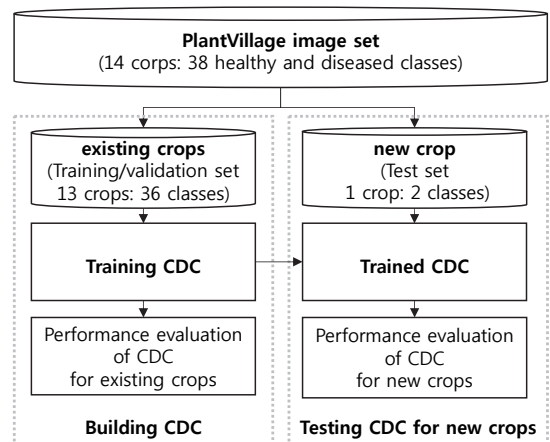 PlantVillage image set
(14 corps: 38 healthy and diseased classes)
existing crops
(Training/validation set
13 crops: 36 classes)
new crop
(Test set
1 crop: 2 classes)
Training CDC
Trained CDC
Performance evaluation
of CDC
for existing crops
Performance evaluation
of CDC
for new crops
Building CDC
Testing CDC for new crops